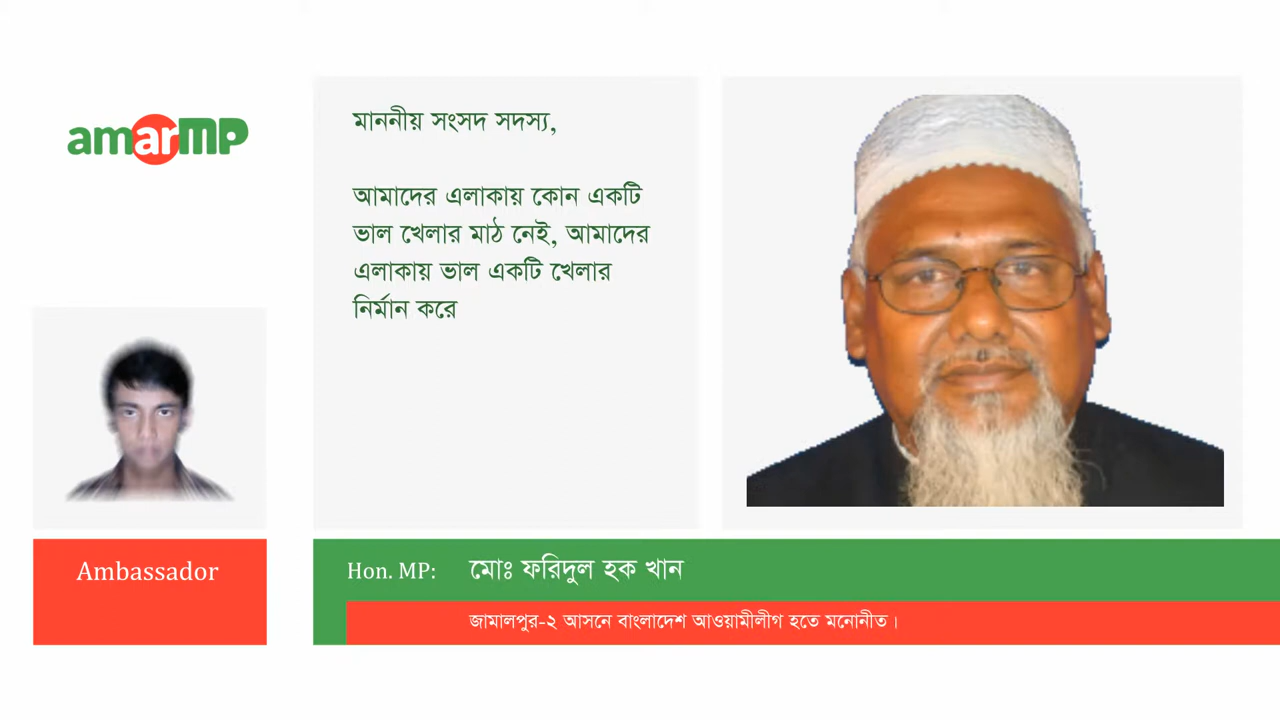 amarMP
মাননীয় সংসদ সদস্য,
আমাদের এলাকায় কোন একটি
ভাল খেলার মাঠ নেই, আমাদের
এলাকায় ভাল একটি খেলার
নির্মান করে
Ambassador
Hon. MP: মোঃ ফরিদুল হক খান
জামালপুর-২ আসনে বাংলাদেশ আওয়ামীলীগ হতে মনোনীত।